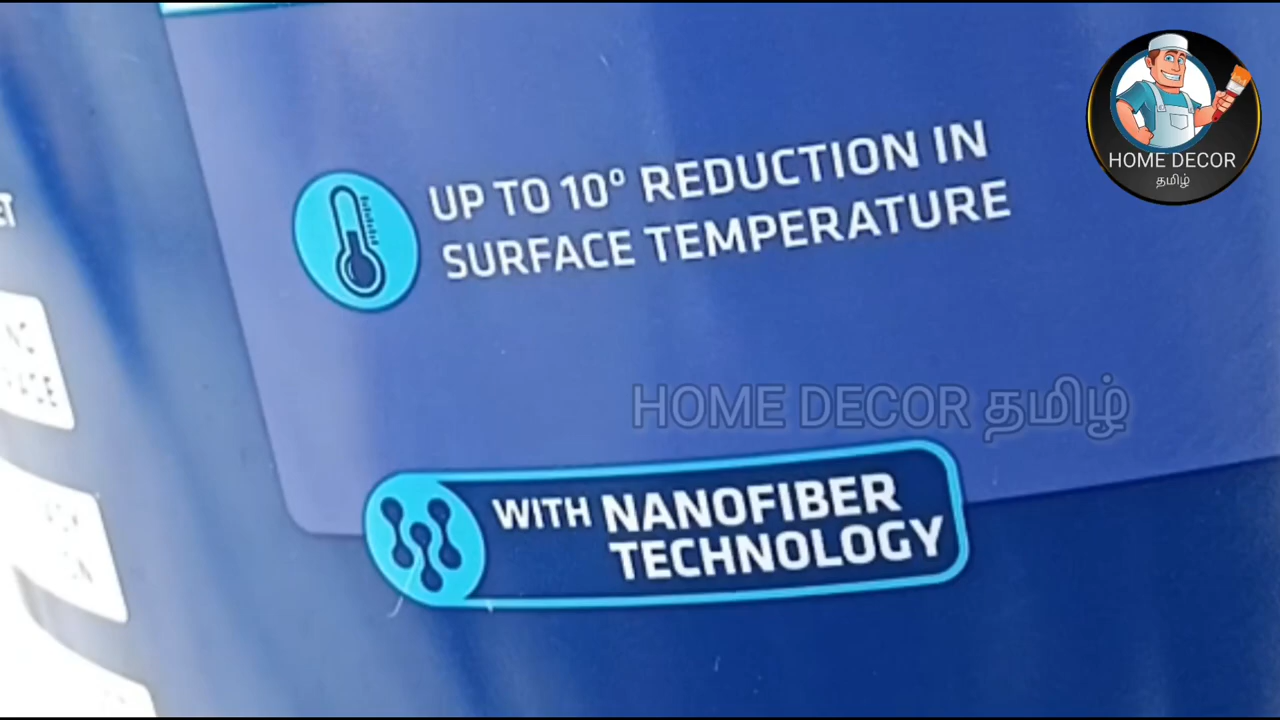 UP TO 10° REDUCTION IN
SURFACE TEMPERATURE
WITH NANOFIBER
TECHNOLOGY
HOME DECOR தமிழ்
HOME DECOR
தமிழ்